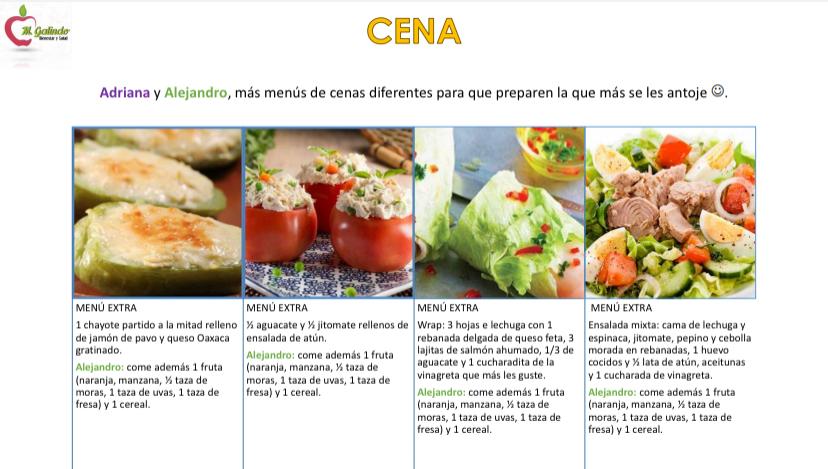 M. Galindo
Bienestar y Salud
CENA
Adriana y Alejandro, más menús de cenas diferentes para que preparen la que más se les antoje ☺.
MENÚ EXTRA
1 chayote partido a la mitad relleno
de jamón de pavo y queso Oaxaca
gratinado.
Alejandro: come además 1 fruta
(naranja, manzana, ½ taza de
moras, 1 taza de uvas, 1 taza de
fresa) y 1 cereal.
MENÚ EXTRA
½ aguacate y ½ jitomate rellenos de
ensalada de atún.
Alejandro: come además 1 fruta
(naranja, manzana, ½ taza de
moras, 1 taza de uvas, 1 taza de
fresa) y 1 cereal.
MENÚ EXTRA
Wrap: 3 hojas e lechuga con 1
rebanada delgada de queso feta, 3
lajitas de salmón ahumado, 1/3 de
aguacate y 1 cucharadita de la
vinagreta que más les guste.
Alejandro: come además 1 fruta
(naranja, manzana, ½ taza de
moras, 1 taza de uvas, 1 taza de
fresa) y 1 cereal.
MENÚ EXTRA
Ensalada mixta: cama de lechuga y
espinaca, jitomate, pepino y cebolla
morada en rebanadas, 1 huevo
cocidos y ½ lata de atún, aceitunas
y 1 cucharada de vinagreta.
Alejandro: come además 1 fruta
(naranja, manzana, ½ taza de
moras, 1 taza de uvas, 1 taza de
fresa) y 1 cereal.